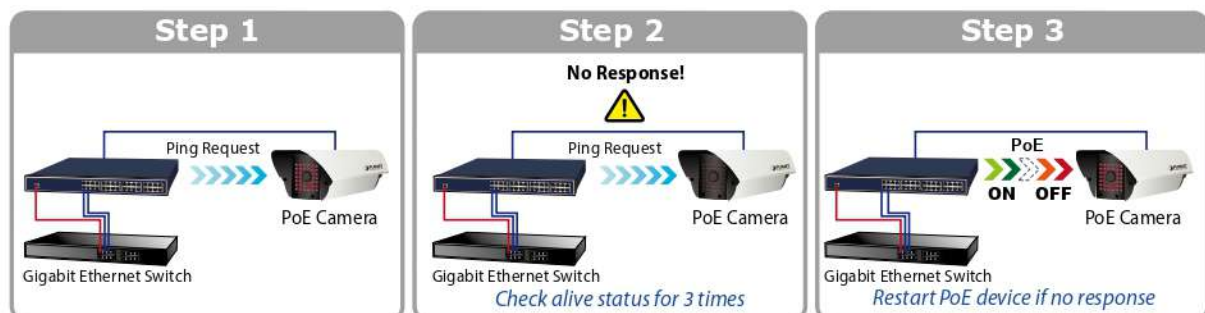 Step 1
Ping Request
PoE Camera
Gigabit Ethernet Switch
Step 2
No Response!
Ping Request
PoE Camera
Gigabit Ethernet Switch
Check alive status for 3 times
Step 3
PoE
ON OFF
PoE Camera
Gigabit Ethernet Switch
Restart PoE device if no response